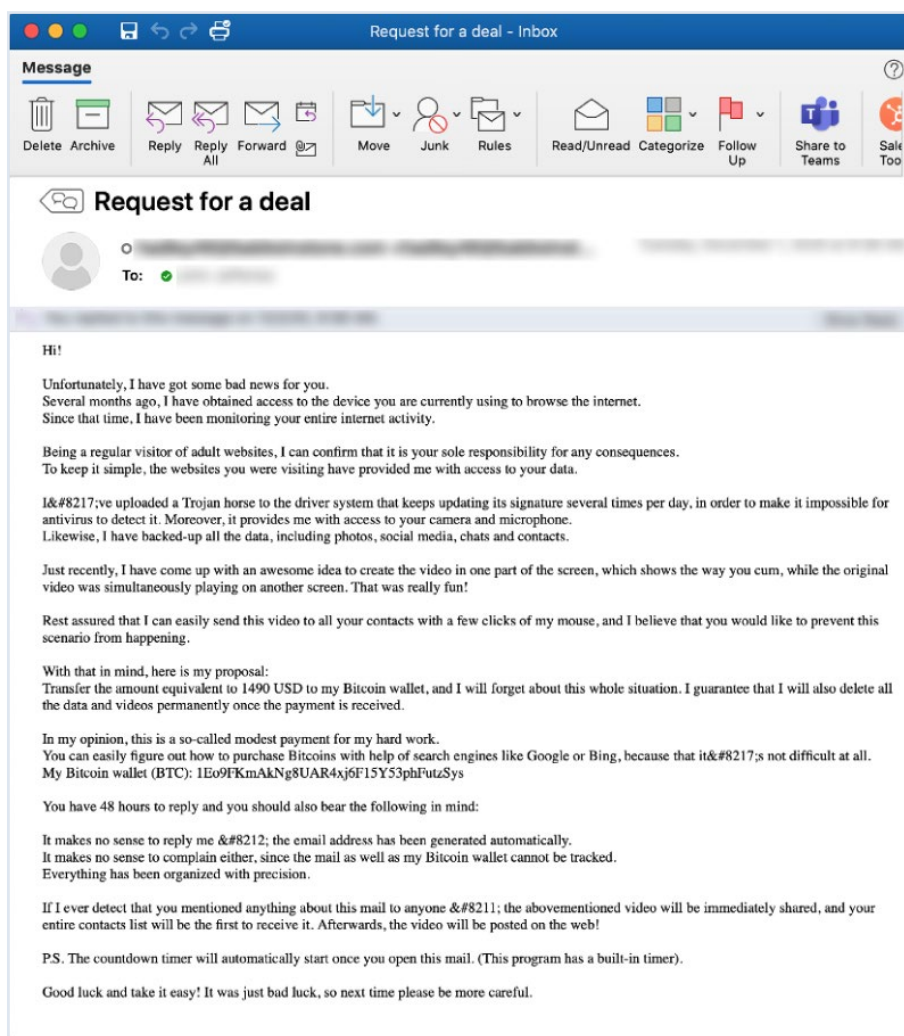 Request for a deal - Inbox
Message
Delete Archive Reply Reply All Forward Move Junk Rules Read/Unread Categorize Follow Up Share to Teams
Request for a deal
To:
Hi!
Unfortunately, I have got some bad news for you.
Several months ago, I have obtained access to the device you are currently using to browse the internet.
Since that time, I have been monitoring your entire internet activity.
Being a regular visitor of adult websites, I can confirm that it is your sole responsibility for any consequences.
To keep it simple, the websites you were visiting have provided me with access to your data.
I&#8217;ve uploaded a Trojan horse to the driver system that keeps updating its signature several times per day, in order to make it impossible for
antivirus to detect it. Moreover, it provides me with access to your camera and microphone.
Likewise, I have backed-up all the data, including photos, social media, chats and contacts.
Just recently, I have come up with an awesome idea to create the video in one part of the screen, which shows the way you cum, while the original
video was simultaneously playing on another screen. That was really fun!
Rest assured that I can easily send this video to all your contacts with a few clicks of my mouse, and I believe that you would like to prevent this
scenario from happening.
With that in mind, here is my proposal:
Transfer the amount equivalent to 1490 USD to my Bitcoin wallet, and I will forget about this whole situation. I guarantee that I will also delete all
the data and videos permanently once the payment is received.
In my opinion, this is a so-called modest payment for my hard work.
You can easily figure out how to purchase Bitcoins with help of search engines like Google or Bing, because that it&#8217;s not difficult at all.
My Bitcoin wallet (BTC): 1Eo9FKmAkNg8UAR4xj6F15Y53phFutzSys
You have 48 hours to reply and you should also bear the following in mind:
It makes no sense to reply me &#8212; the email address has been generated automatically.
It makes no sense to complain either, since the mail as well as my Bitcoin wallet cannot be tracked.
Everything has been organized with precision.
If I ever detect that you mentioned anything about this mail to anyone &#8211; the abovementioned video will be immediately shared, and your
entire contacts list will be the first to receive it. Afterwards, the video will be posted on the web!
P.S. The countdown timer will automatically start once you open this mail. (This program has a built-in timer).
Good luck and take it easy! It was just bad luck, so next time please be more careful.